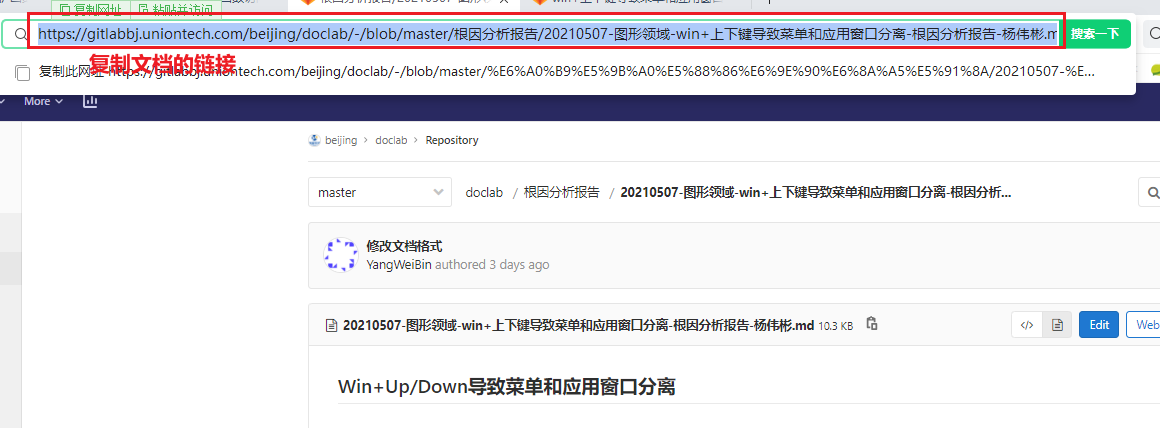 复制网址 粘贴并访问
https://gitlabbj.uniontech.com/beijing/doclab/-/blob/master/根因分析报告/20210507-图形领域-win+上下键导致菜单和应用窗口分离-根因分析报告-杨伟彬.m
搜索一下
复制文档的链接
复制此网址 https://gitlabbj.uniontech.com/beijing/doclab/-/blob/master/%E6%A0%B9%E5%9B%A0%E5%88%86%E6%9E%90%E6%8A%A5%E5%91%8A/20210507-%E...
More
beijing > doclab > Repository
master
doclab / 根因分析报告 / 20210507-图形领域-win+上下键导致菜单和应用窗口分离-根因分析...
修改文档格式
YangWeiBin authored 3 days ago
20210507-图形领域-win+上下键导致菜单和应用窗口分离-根因分析报告-杨伟彬.md 10.3 KB
</> Edit Web
Win+Up/Down导致菜单和应用窗口分离